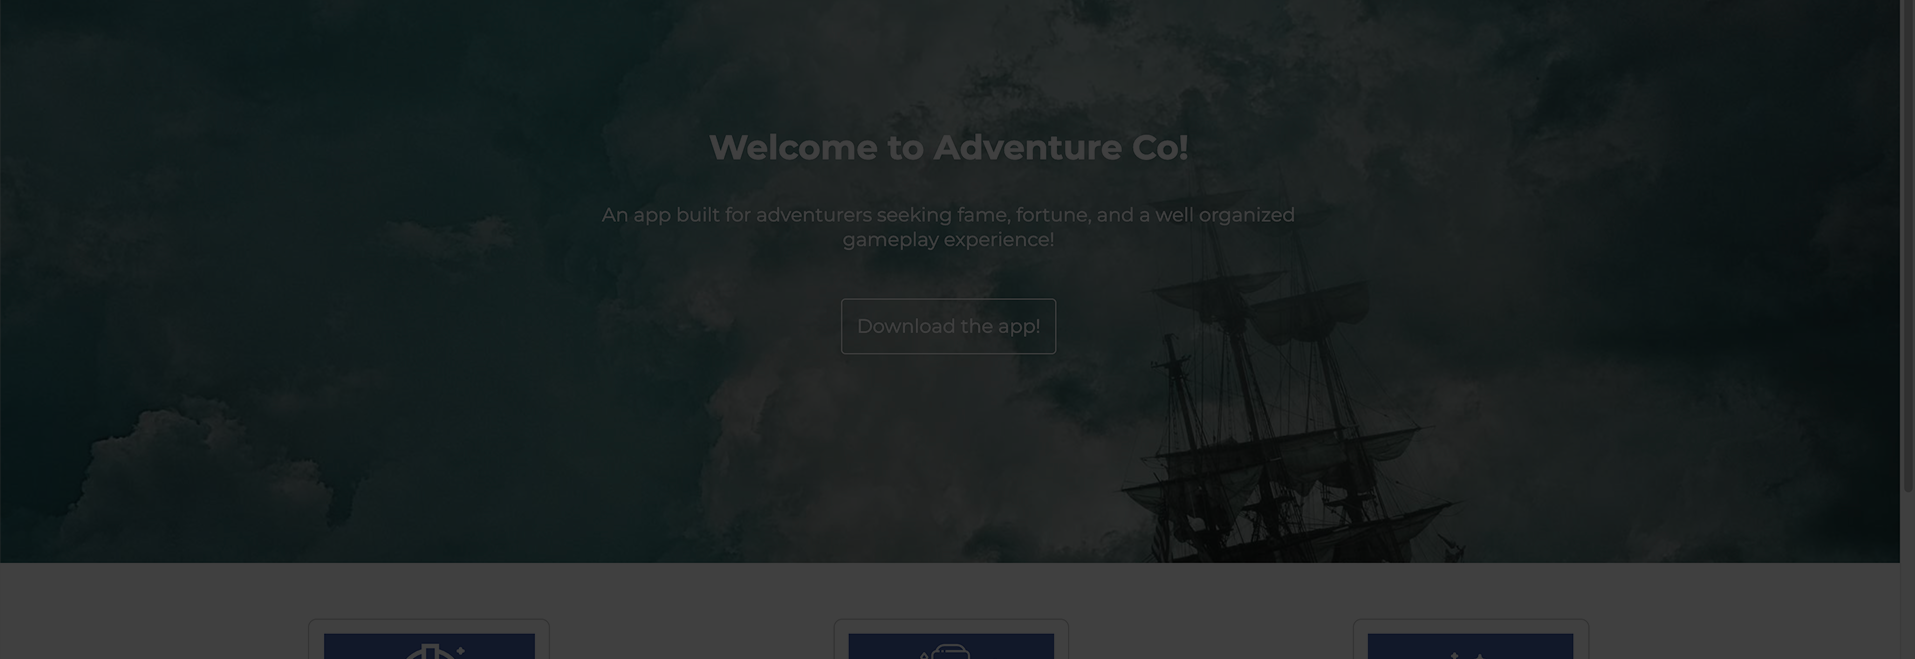 Welcome to Adventure Co!
An app built for adventurers seeking fame, fortune, and a well organized
gameplay experience!
Download the app!